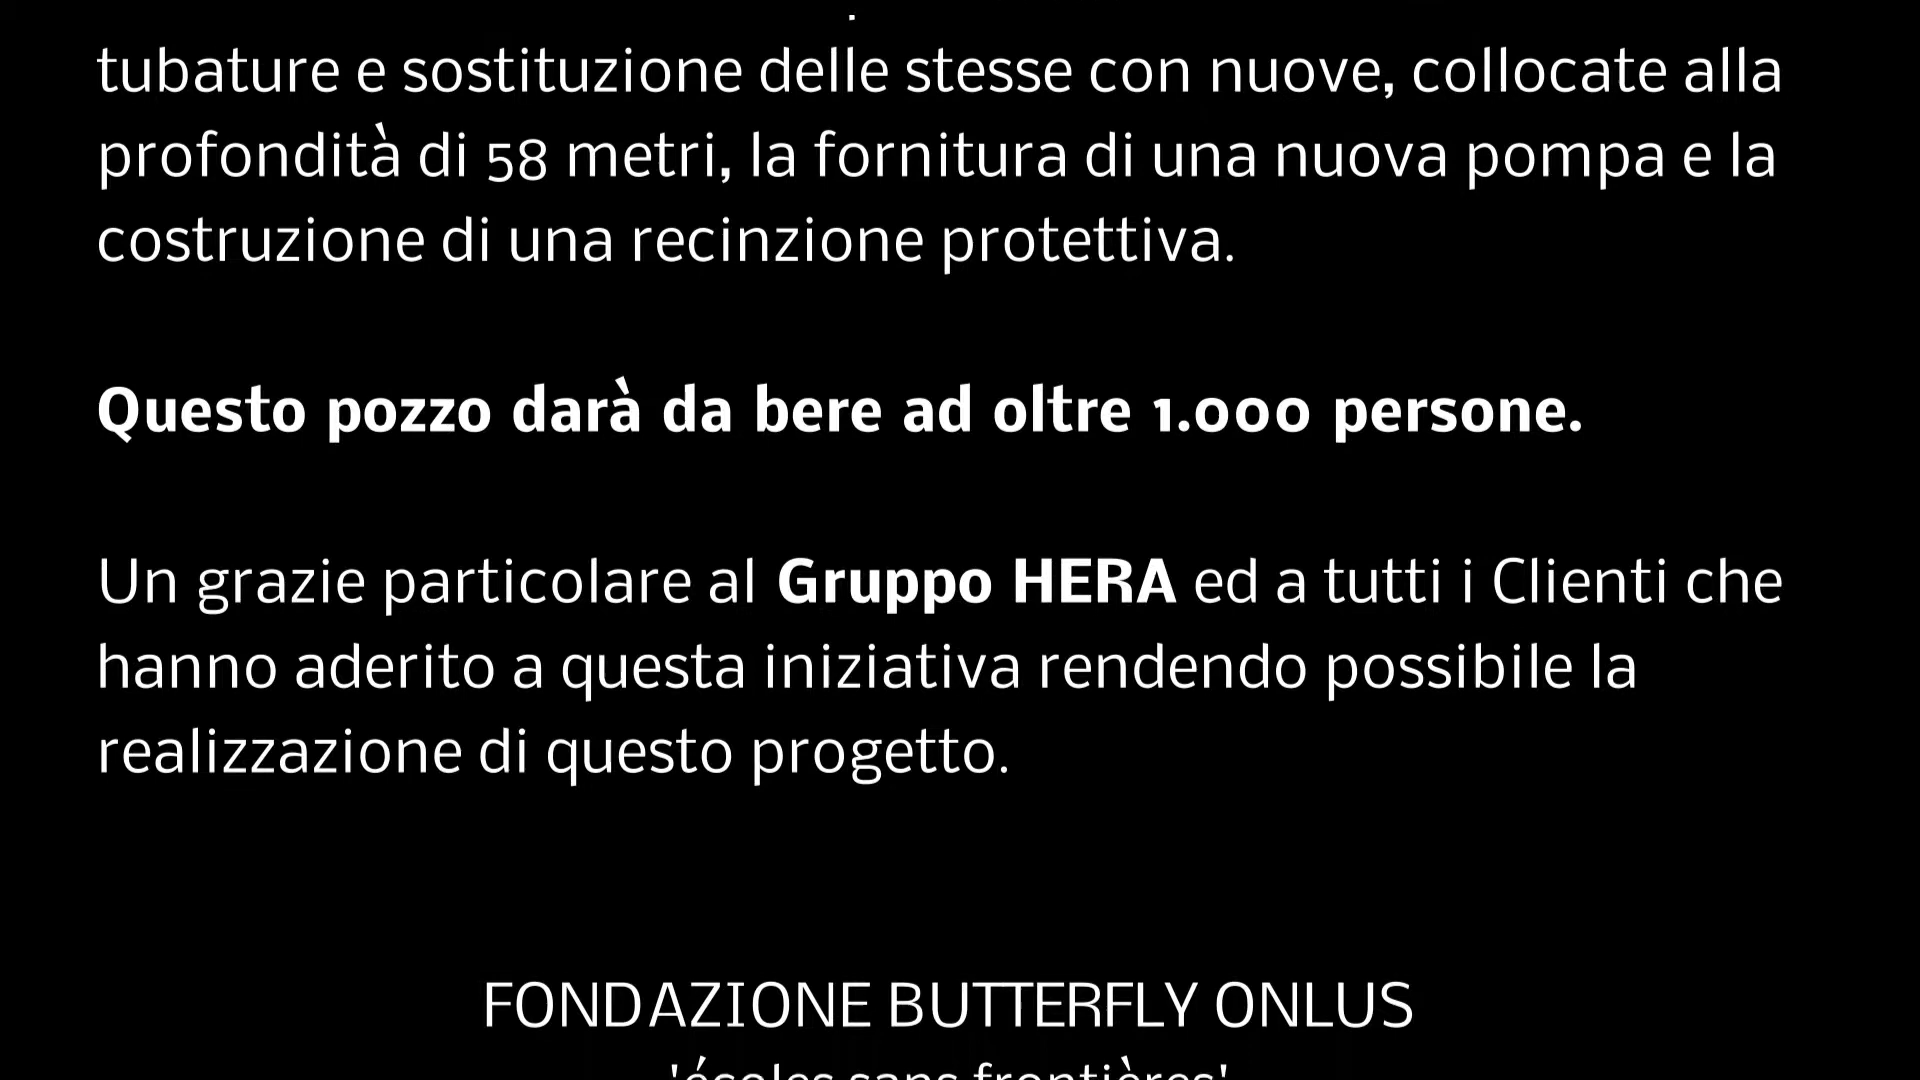 tubature e sostituzione delle stesse con nuove, collocate alla
profondità di 58 metri, la fornitura di una nuova pompa e la
costruzione di una recinzione protettiva.
Questo pozzo darà da bere ad oltre 1.000 persone.
Un grazie particolare al Gruppo HERA ed a tutti i Clienti che
hanno aderito a questa iniziativa rendendo possibile la
realizzazione di questo progetto.
FONDAZIONE BUTTERFLY ONLUS
'écoles sans frontières'